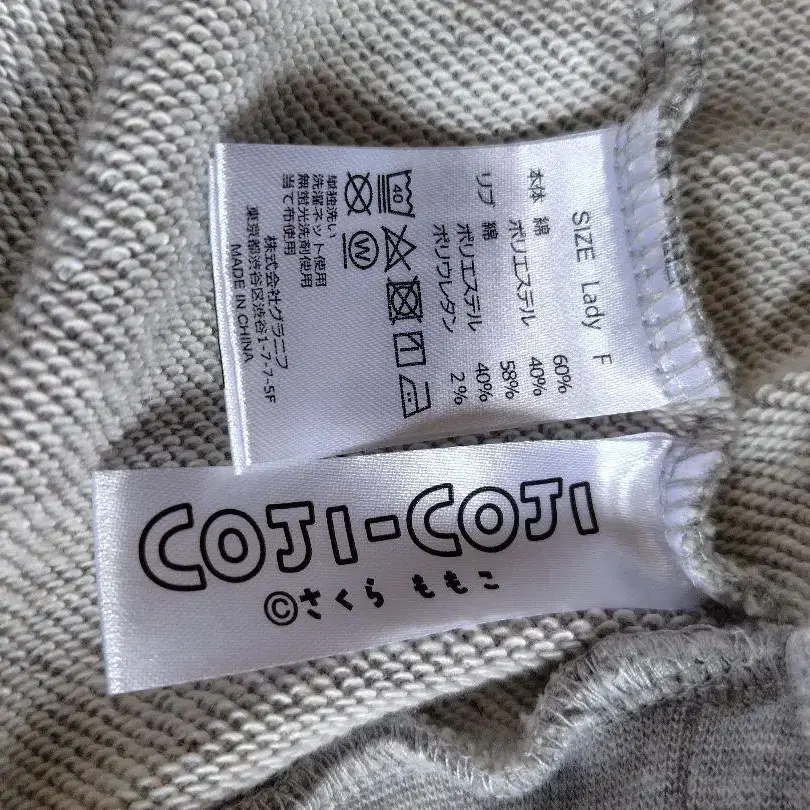 SIZE Lady F
本体 綿 60%
ポリエステル 40%
リブ 綿 58%
ポリエステル 40%
ポリウレタン 2%
40
W
単独洗い
洗濯ネット使用
無蛍光洗剤使用
当て布使用
株式会社グラニフ
東京都渋谷区渋谷1-7-7-5F
MADE IN CHINA
COJI-COJI
©さくら ももこ